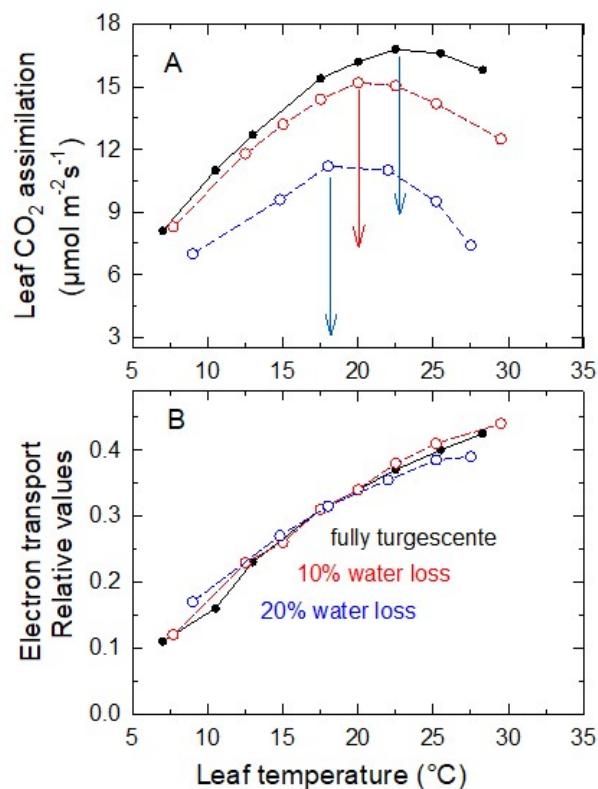 A
18
15
12
9
6
3
Leaf CO₂ assimilation
(µmol m⁻²s⁻¹)
5 10 15 20 25 30 35
B
0.4
0.3
0.2
0.1
0.0
Electron transport
Relative values
fully turgescente
10% water loss
20% water loss
5 10 15 20 25 30 35
Leaf temperature (°C)